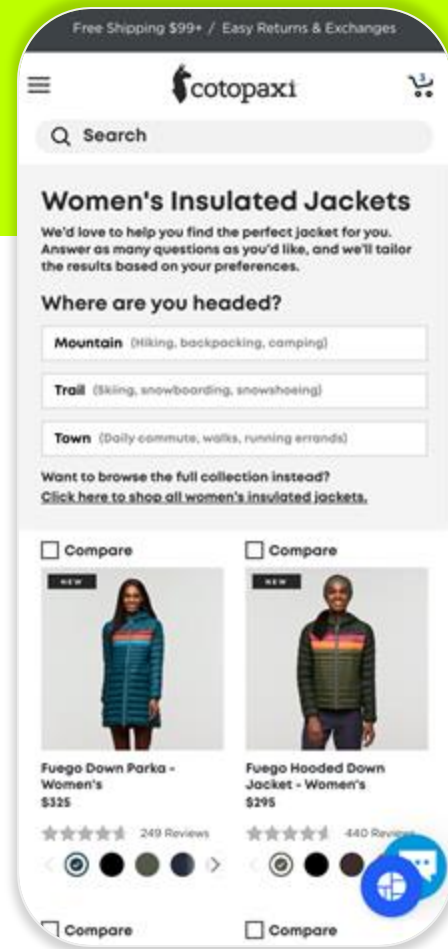 Free Shipping $99+ / Easy Returns & Exchanges
cotopaxi
3
Search
Women's Insulated Jackets
We'd love to help you find the perfect jacket for you.
Answer as many questions as you'd like, and we'll tailor
the results based on your preferences.
Where are you headed?
Mountain (Hiking, backpacking, camping)
Trail (Skiing, snowboarding, snowshoeing)
Town (Daily commute, walks, running errands)
Want to browse the full collection instead?
Click here to shop all women's insulated jackets.
Compare Compare
NEW NEW
Fuego Down Parka - Women's
$325
249 Reviews
Fuego Hooded Down Jacket - Women's
$295
440 Reviews
Compare Compare